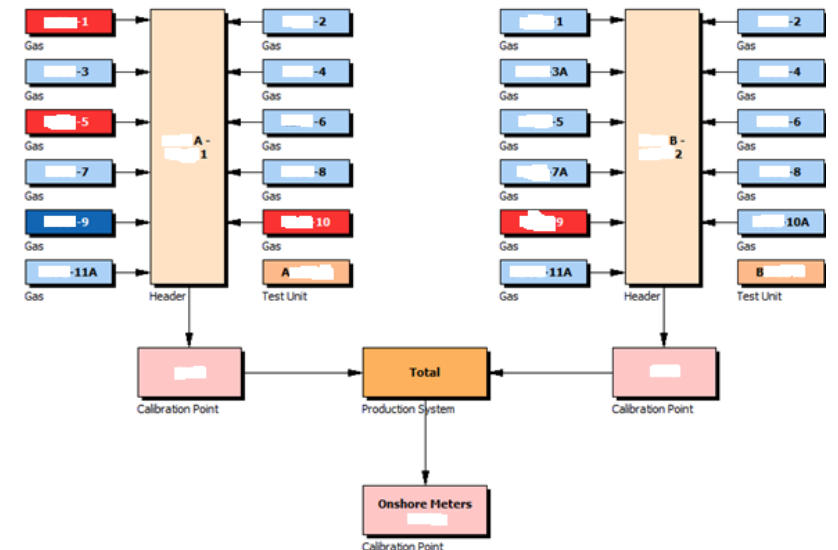 -1
-2
-1
-2
Gas
Gas
Gas
Gas
-3
-4
-3A
-4
Gas
Gas
Gas
Gas
-5
-6
-5
-6
Gas
Gas
Gas
Gas
A -
1
B -
2
-7
-8
-7A
-8
Gas
Gas
Gas
Gas
-9
-10
9
10A
Gas
Gas
Gas
Gas
-11A
A
-11A
B
Gas
Header
Test Unit
Gas
Header
Test Unit
Total
Calibration Point
Production System
Calibration Point
Onshore Meters
Calibration Point